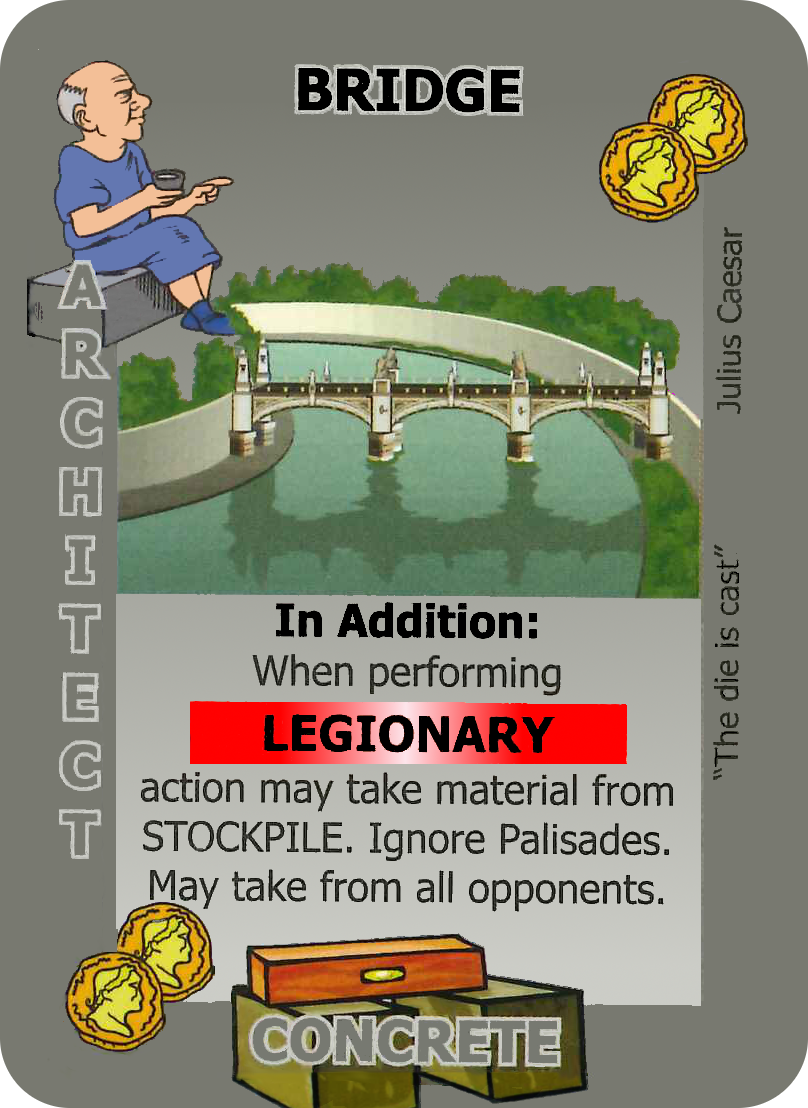 BRIDGE
ARCHITECT
Julius Caesar
“The die is cast”
In Addition:
When performing
LEGIONARY
action may take material from
STOCKPILE. Ignore Palisades.
May take from all opponents.
CONCRETE